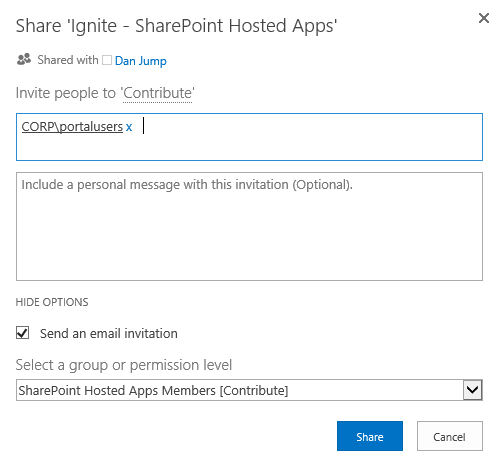 Share 'Ignite - SharePoint Hosted Apps'
Shared with Dan Jump
Invite people to 'Contribute'
CORP\portalusers x
Include a personal message with this invitation (Optional).
HIDE OPTIONS
Send an email invitation
Select a group or permission level
SharePoint Hosted Apps Members [Contribute]
Share Cancel